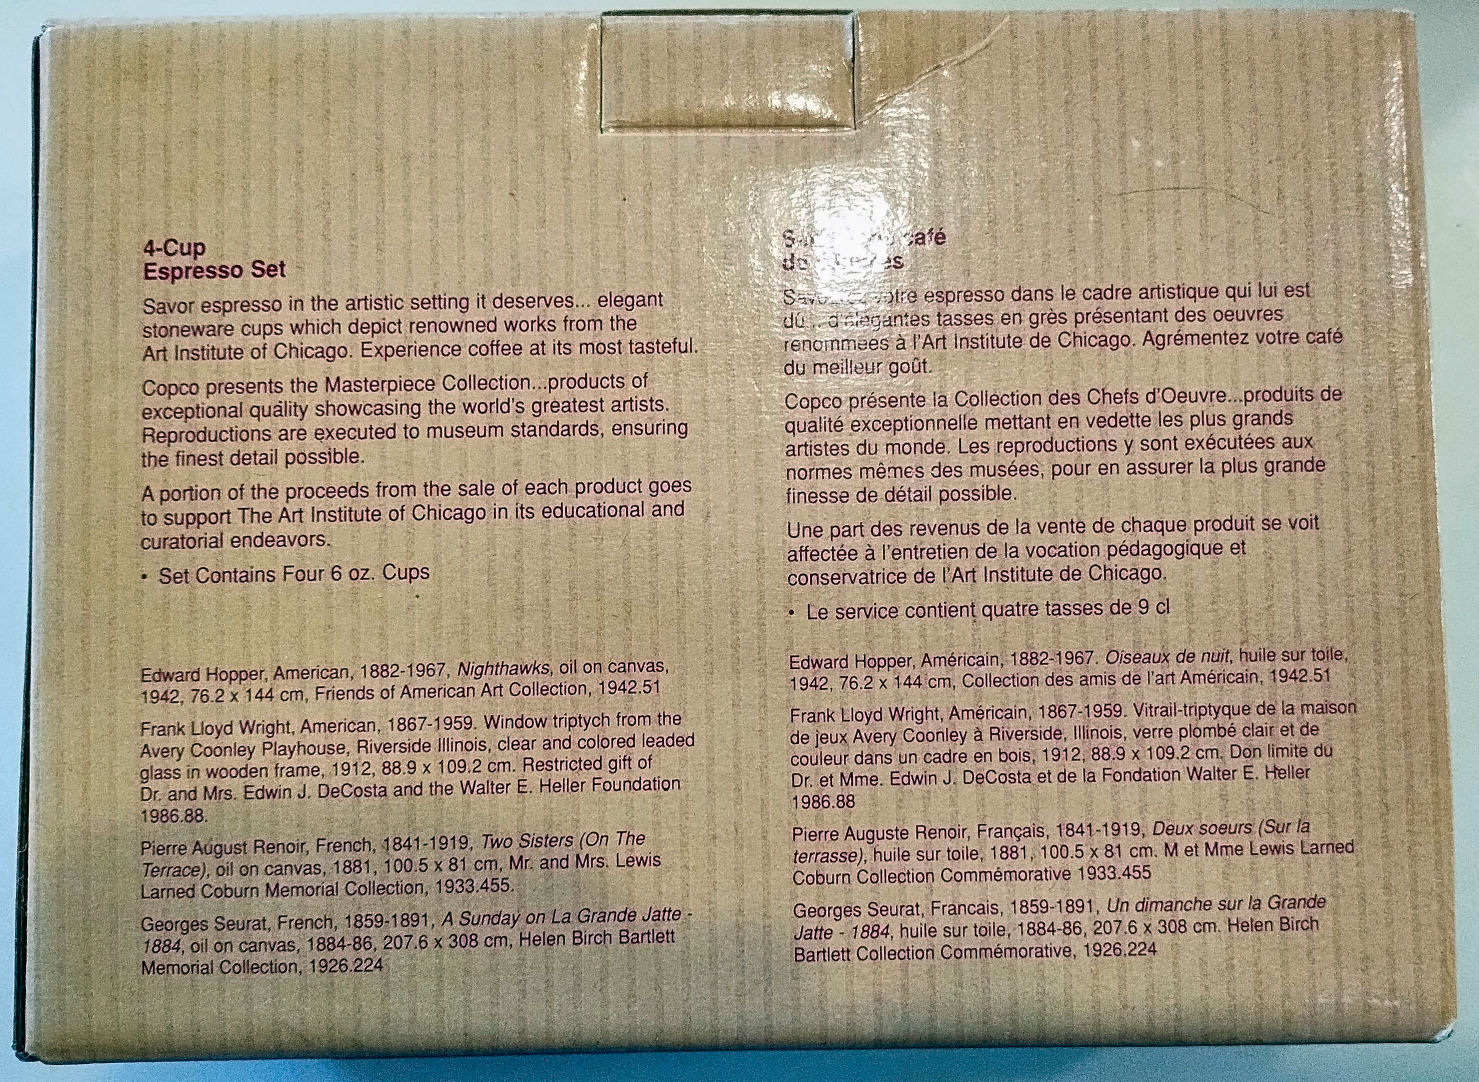 4-Cup
Espresso Set
Savor espresso in the artistic setting it deserves... elegant
stoneware cups which depict renowned works from the
Art Institute of Chicago. Experience coffee at its most tasteful.
Copco presents the Masterpiece Collection...products of
exceptional quality showcasing the world's greatest artists.
Reproductions are executed to museum standards, ensuring
the finest detail possible.
A portion of the proceeds from the sale of each product goes
to support The Art Institute of Chicago in its educational and
curatorial endeavors.
• Set Contains Four 6 oz. Cups
Edward Hopper, American, 1882-1967, Nighthawks, oil on canvas,
1942, 76.2 x 144 cm, Friends of American Art Collection, 1942.51
Frank Lloyd Wright, American, 1867-1959. Window triptych from the
Avery Coonley Playhouse, Riverside Illinois, clear and colored leaded
glass in wooden frame, 1912, 88.9 x 109.2 cm. Restricted gift of
Dr. and Mrs. Edwin J. DeCosta and the Walter E. Heller Foundation
1986.88.
Pierre August Renoir, French, 1841-1919, Two Sisters (On The
Terrace), oil on canvas, 1881, 100.5 x 81 cm, Mr. and Mrs. Lewis
Larned Coburn Memorial Collection, 1933.455.
Georges Seurat, French, 1859-1891, A Sunday on La Grande Jatte -
1884, oil on canvas, 1884-86, 207.6 x 308 cm, Helen Birch Bartlett
Memorial Collection, 1926.224
café
votre espresso dans le cadre artistique qui lui est
dû... d'élégantes tasses en grès présentant des oeuvres
renommées à l'Art Institute de Chicago. Agrémentez votre café
du meilleur goût.
Copco présente la Collection des Chefs d'Oeuvre...produits de
qualité exceptionnelle mettant en vedette les plus grands
artistes du monde. Les reproductions y sont exécutées aux
normes mêmes des musées, pour en assurer la plus grande
finesse de détail possible.
Une part des revenus de la vente de chaque produit se voit
affectée à l'entretien de la vocation pédagogique et
conservatrice de l'Art Institute de Chicago.
• Le service contient quatre tasses de 9 cl
Edward Hopper, Américain, 1882-1967. Oiseaux de nuit, huile sur toile,
1942, 76.2 x 144 cm, Collection des amis de l'art Américain, 1942.51
Frank Lloyd Wright, Américain, 1867-1959. Vitrail-triptyque de la maison
de jeux Avery Coonley à Riverside, Illinois, verre plombé clair et de
couleur dans un cadre en bois, 1912, 88.9 x 109.2 cm. Don limité du
Dr. et Mme. Edwin J. DeCosta et de la Fondation Walter E. Heller
1986.88
Pierre Auguste Renoir, Français, 1841-1919, Deux soeurs (Sur la
terrasse), huile sur toile, 1881, 100.5 x 81 cm. M et Mme Lewis Larned
Coburn Collection Commémorative 1933.455
Georges Seurat, Francais, 1859-1891, Un dimanche sur la Grande
Jatte - 1884, huile sur toile, 1884-86, 207.6 x 308 cm. Helen Birch
Bartlett Collection Commémorative, 1926.224